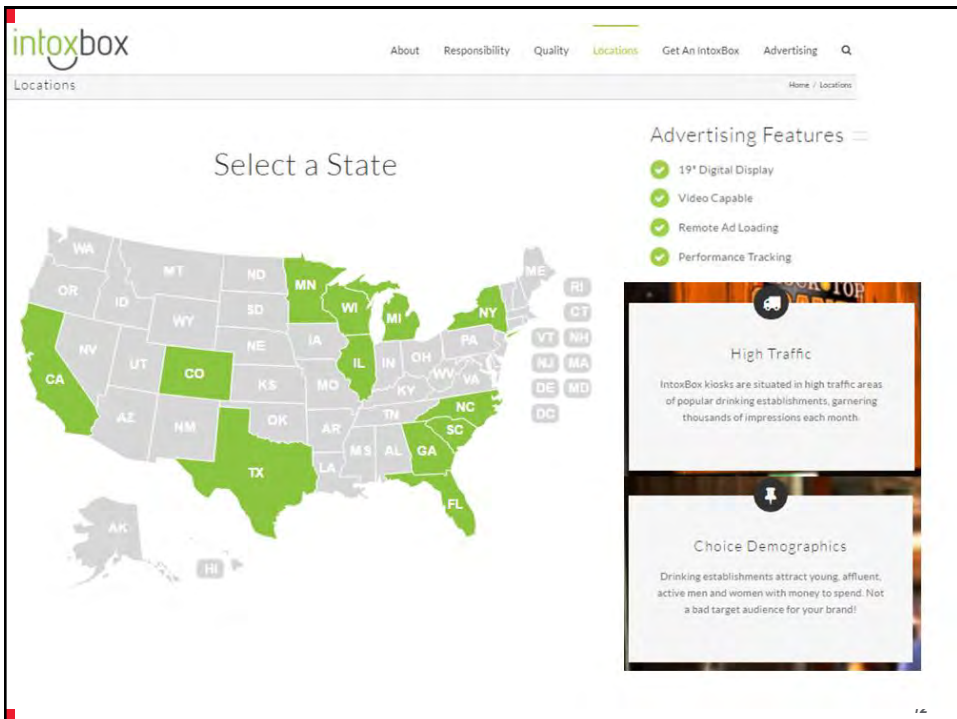 intoxbox
About Responsibility Quality Locations Get An IntoxBox Advertising
Locations
Home / Locations
Select a State
WA
MT
ND
MN
ME
OR
ID
SD
WI
MI
NY
WY
RI
CT
VT NH
NJ MA
DE MD
DC
NV
UT
CO
NE
IA
IL
IN
OH
PA
CA
KS
MO
KY
WV
VA
AZ
NM
OK
AR
TN
NC
SC
TX
LA
MS
AL
GA
FL
AK
HI
Advertising Features
19" Digital Display
Video Capable
Remote Ad Loading
Performance Tracking
TOP
High Traffic
IntoxBox kiosks are situated in high traffic areas
of popular drinking establishments, garnering
thousands of impressions each month.
Choice Demographics
Drinking establishments attract young, affluent,
active men and women with money to spend. Not
a bad target audience for your brand!